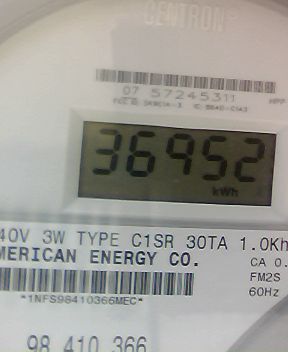 CENTRON
07 57245311
36952
kWh
40V 3W TYPE C1SR 30TA 1.0Kh
MERICAN ENERGY CO.
CA 0.
FM2S
60Hz
*1NFS98410366MEC*
98 410 366